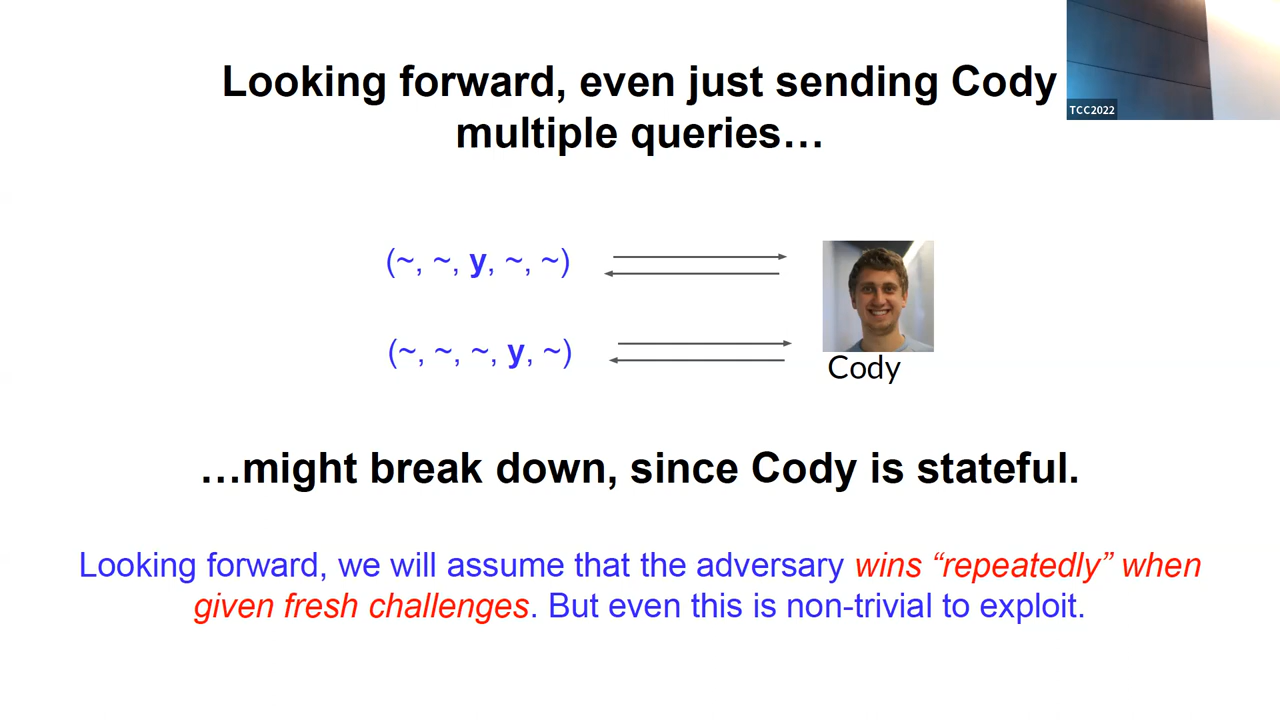 Looking forward, even just sending Cody
multiple queries…
TCC2022
(~, ~, y, ~, ~)
(~, ~, ~, y, ~)
Cody
…might break down, since Cody is stateful.
Looking forward, we will assume that the adversary wins “repeatedly” when
given fresh challenges. But even this is non-trivial to exploit.